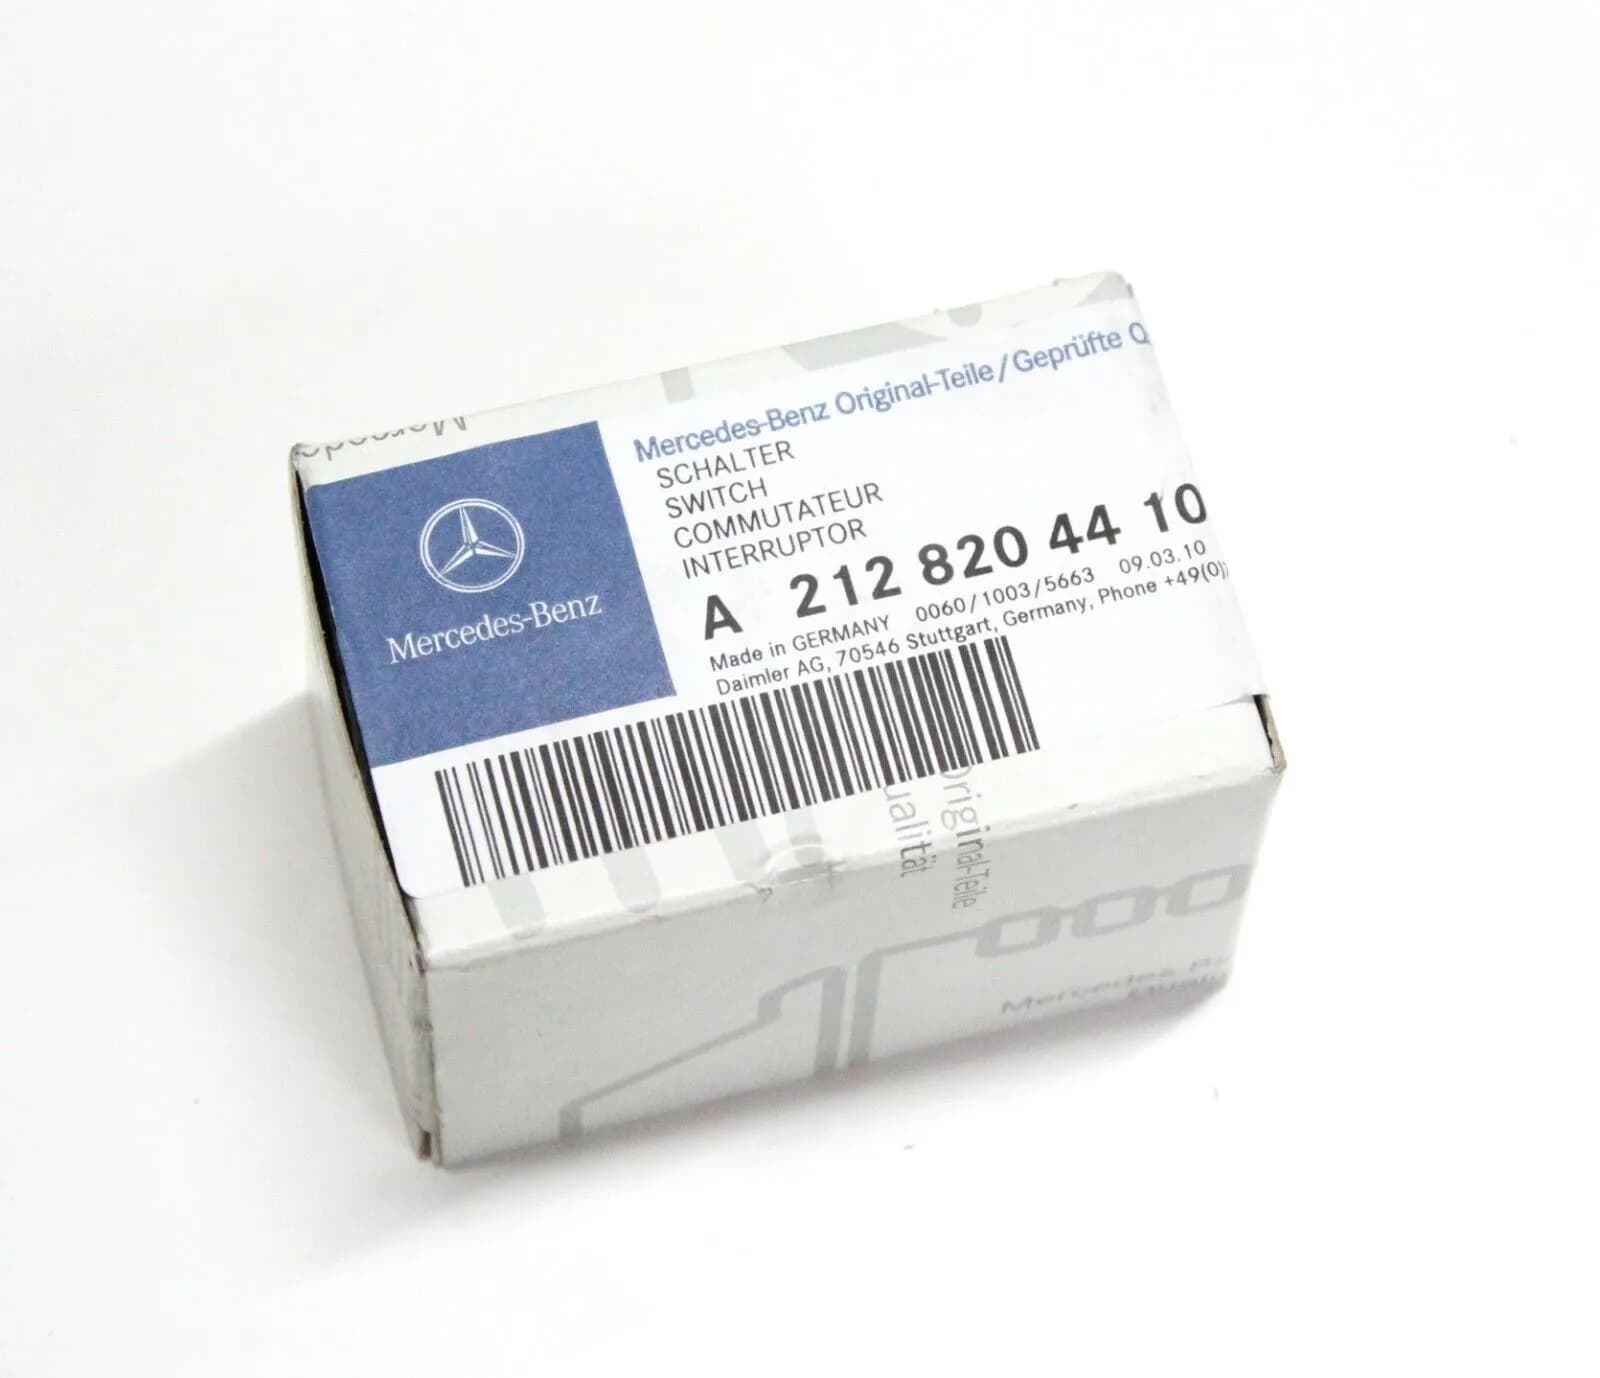 Mercedes-Benz Original-Teile/Geprüfte Q
SCHALTER
SWITCH
COMMUTATEUR
INTERRUPTOR
A 212 820 44 10
Made in GERMANY 0060/1003/5663 09.03.10
Daimler AG, 70546 Stuttgart, Germany, Phone +49(0)
Mercedes-Benz
Original-Teile
ualität
Mercedes